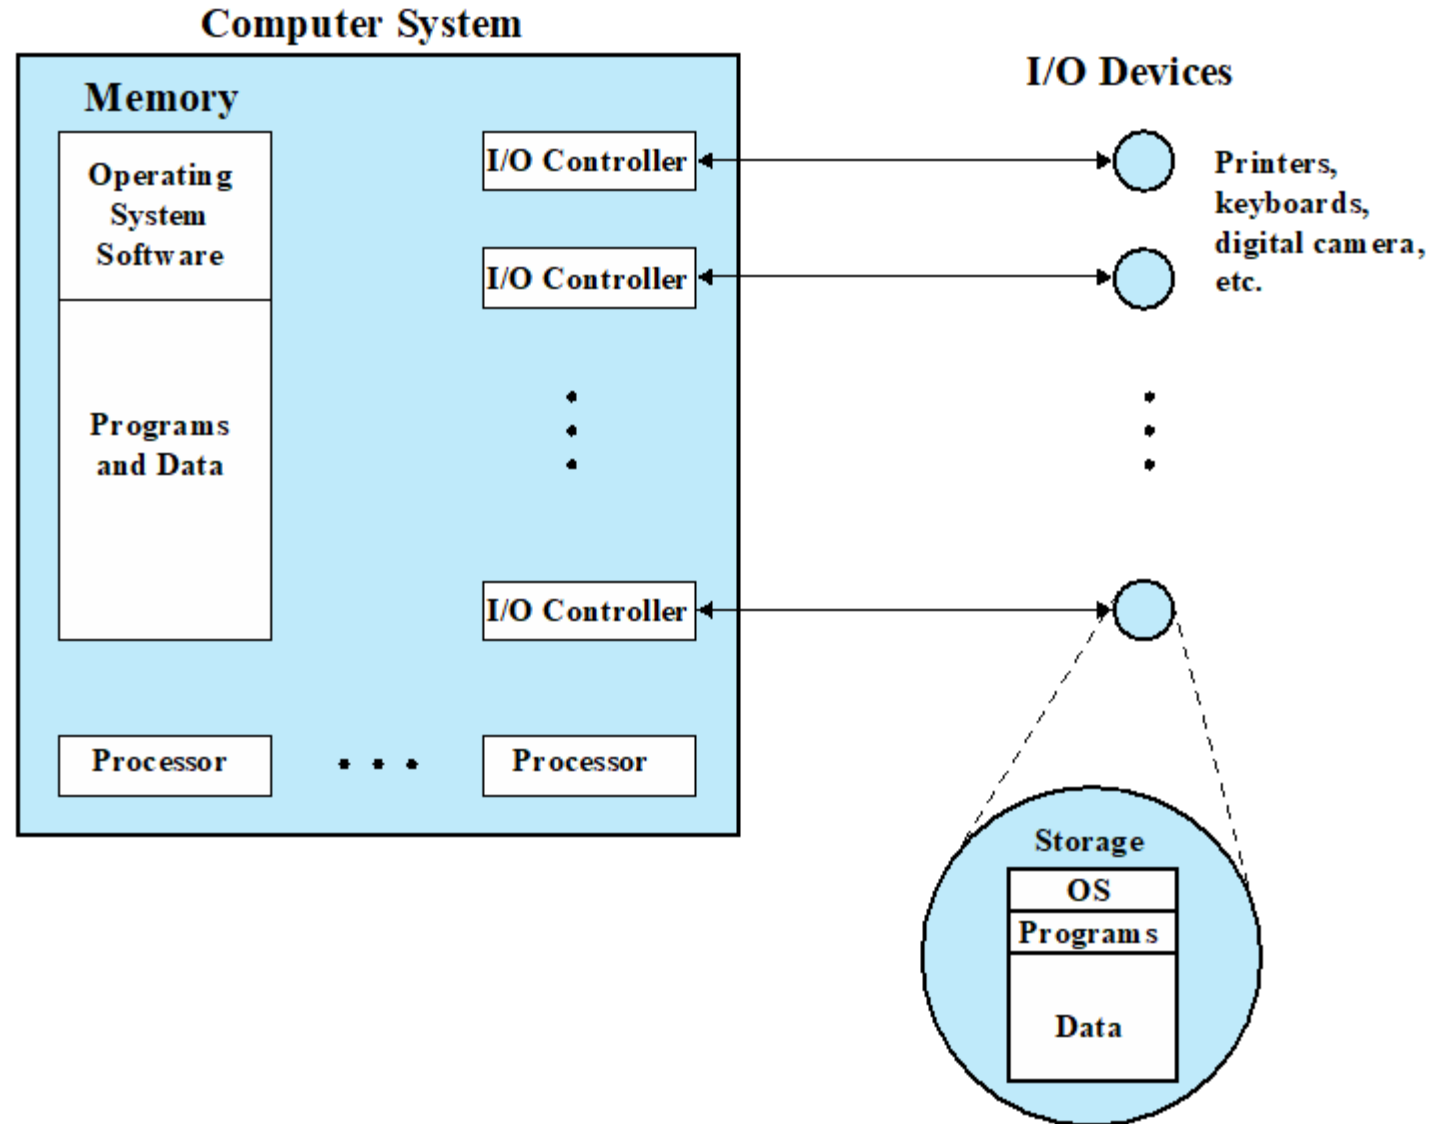 Computer System
I/O Devices
Memory
Operating
System
Software
Programs
and Data
I/O Controller
I/O Controller
I/O Controller
Processor
Processor
Printers,
keyboards,
digital camera,
etc.
Storage
OS
Programs
Data